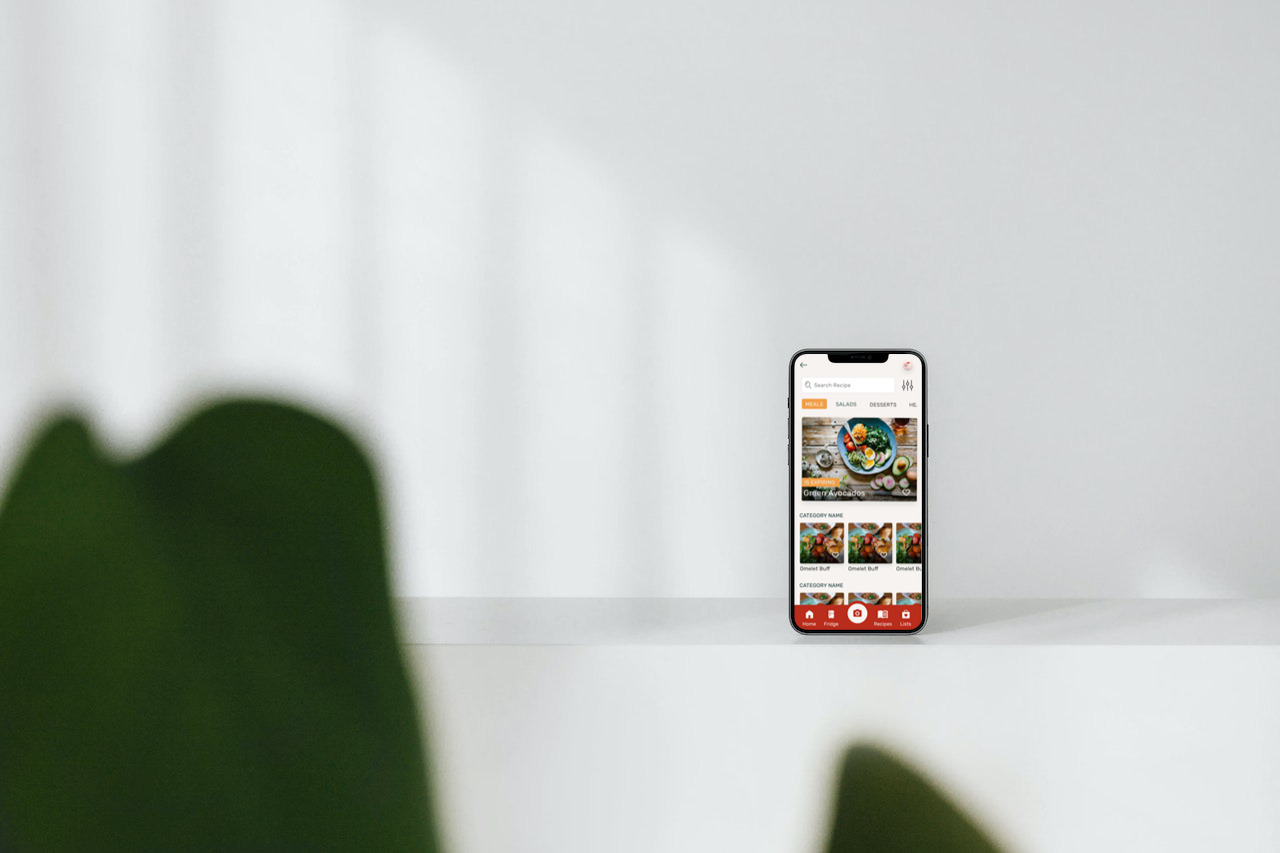 Search Recipe
MEALS SALADS DESSERTS HE.
IS EXPIRING
Green Avocados
CATEGORY NAME
Omelet Buff Omelet Buff Omelet Bu
CATEGORY NAME
Home Fridge Recipes Lists